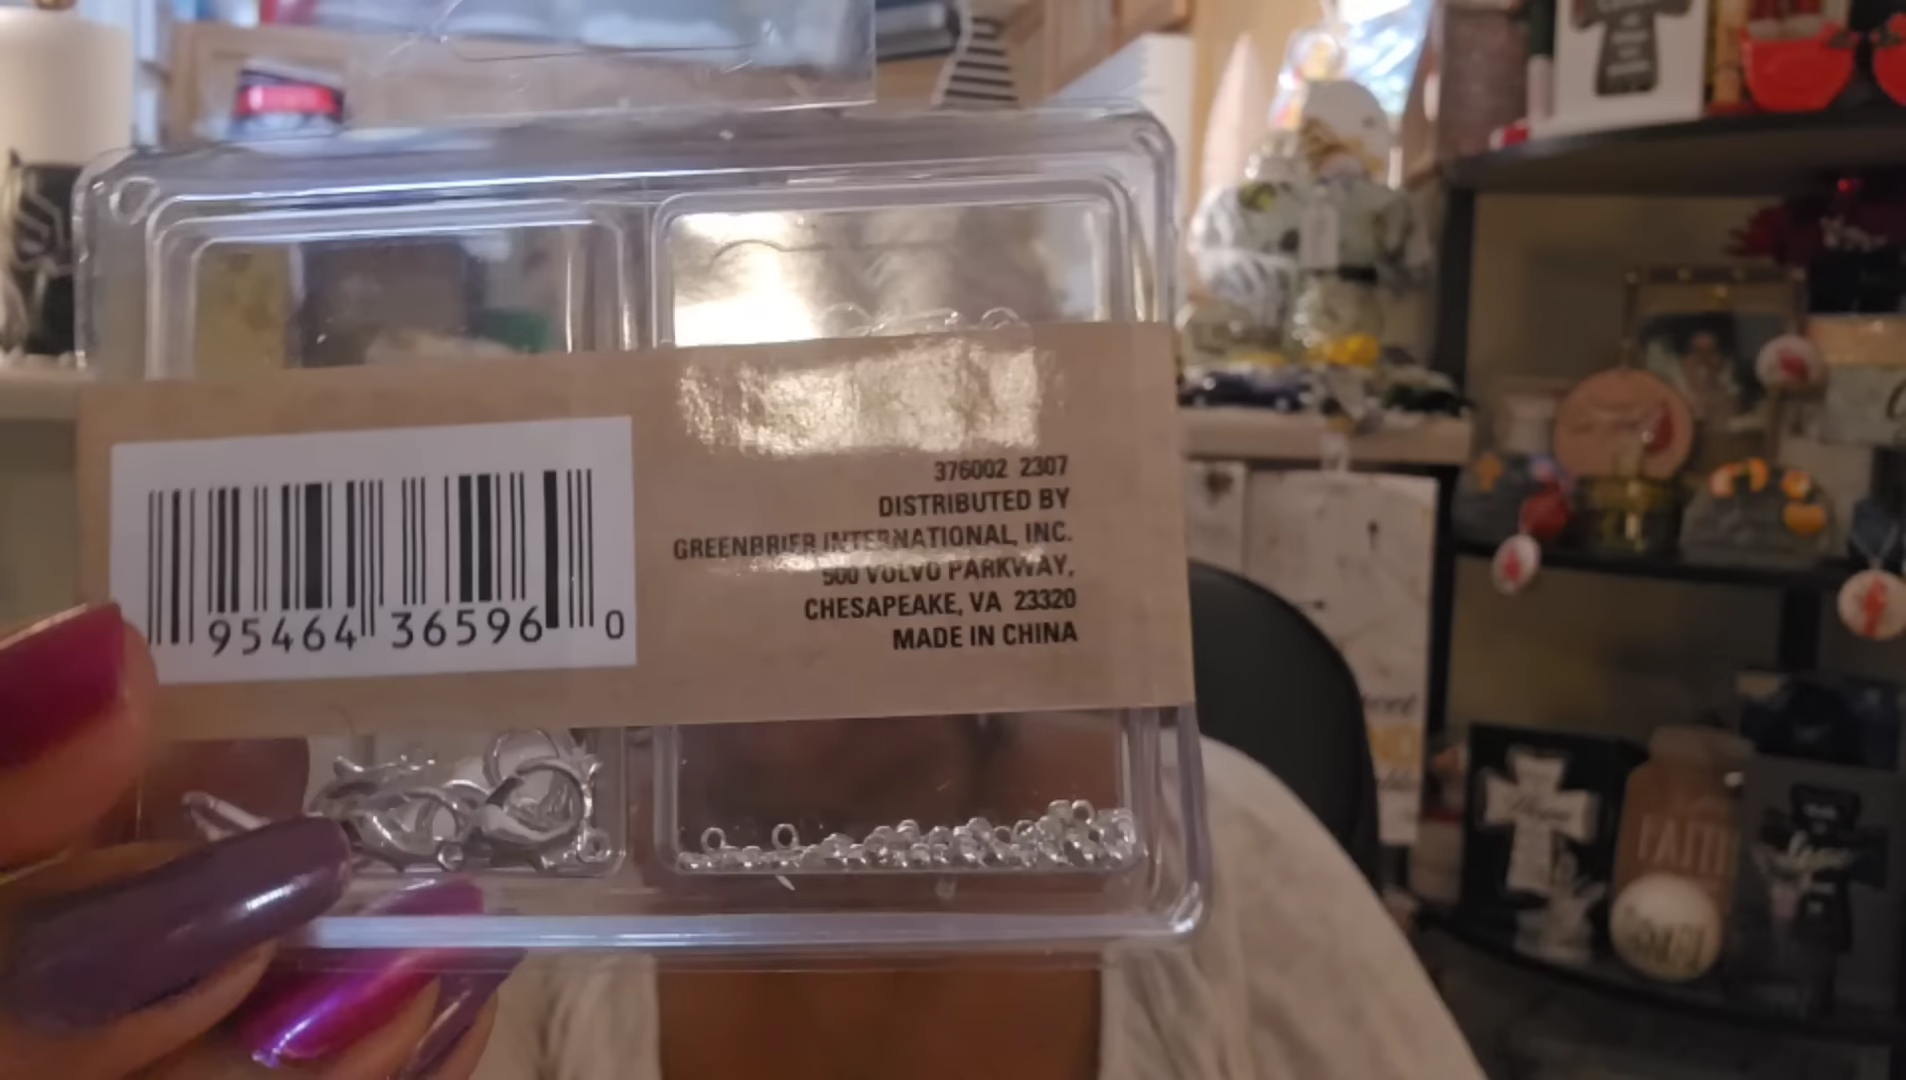 376002 2307
DISTRIBUTED BY
GREENBRIER INTERNATIONAL, INC.
500 VOLVO PARKWAY,
CHESAPEAKE, VA 23320
MADE IN CHINA
95464 36596 0
FAITH